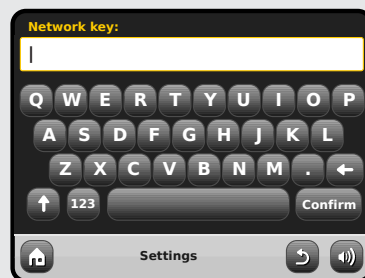 Network key:
Q W E R T Y U I O P
A S D F G H J K L
Z X C V B N M .
123 Confirm
Settings